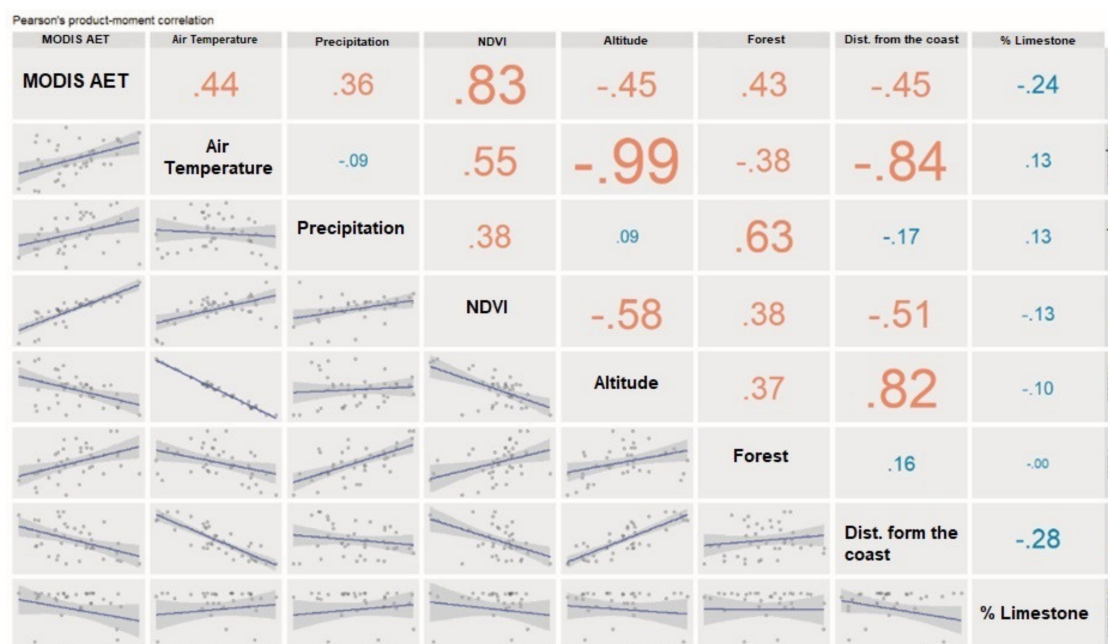 Pearson's product-moment correlation
MODIS AET Air Temperature Precipitation NDVI Altitude Forest Dist. from the coast % Limestone
MODIS AET .44 .36 .83 -.45 .43 -.45 -.24
Air Temperature -.09 .55 -.99 -.38 -.84 .13
Precipitation .38 .09 .63 -.17 .13
NDVI -.58 .38 -.51 -.13
Altitude .37 .82 -.10
Forest .16 -.00
Dist. form the coast -.28
% Limestone